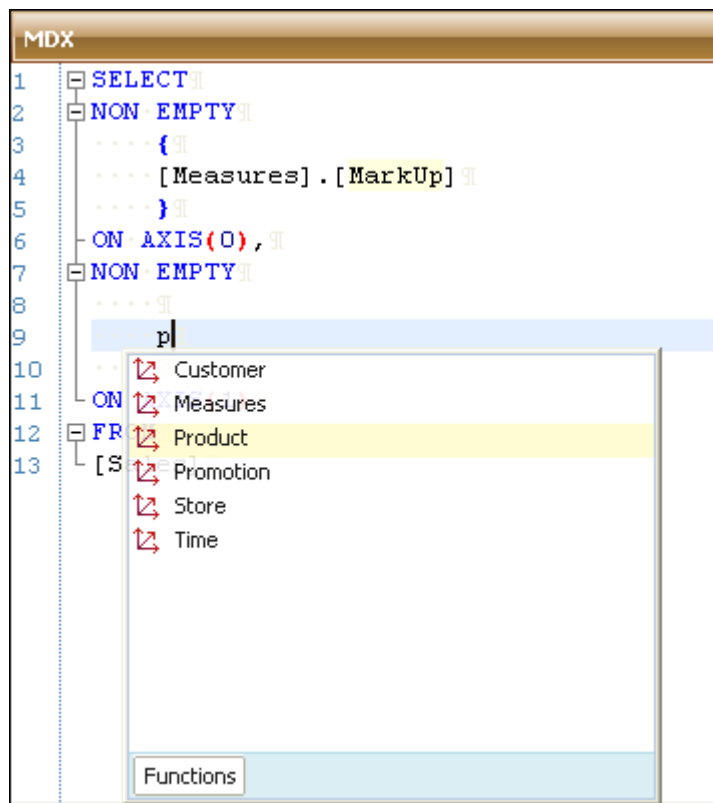 MDX
1 SELECT
2 NON EMPTY
3 {
4 [Measures].[MarkUp]
5 }
6 ON AXIS(0),
7 NON EMPTY
8
9 p
10 Customer
11 ON Measures
12 FRO Product
13 [S Promotion
Store
Time
Functions